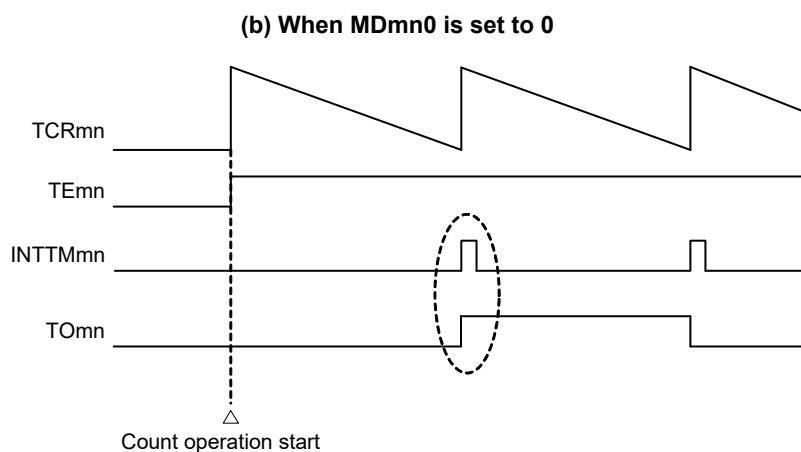 (b) When MDmn0 is set to 0
TCRmn
TEmn
INTTMmn
TOmn
Count operation start